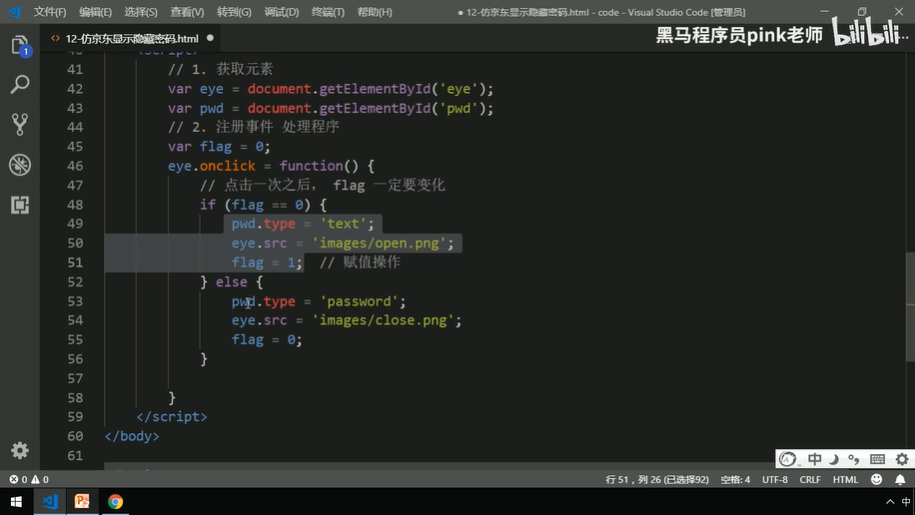 文件(F) 编辑(E) 选择(S) 查看(V) 转到(G) 调试(D) 终端(T) 帮助(H)
● 12-仿京东显示隐藏密码.html - code - Visual Studio Code [管理员]
<> 12-仿京东显示隐藏密码.html ●
黑马程序员pink老师 bilibili
1
40 <script>
41 // 1. 获取元素
42 var eye = document.getElementById('eye');
43 var pwd = document.getElementById('pwd');
44 // 2. 注册事件 处理程序
45 var flag = 0;
46 eye.onclick = function() {
47 // 点击一次之后, flag 一定要变化
48 if (flag == 0) {
49 pwd.type = 'text';
50 eye.src = 'images/open.png';
51 flag = 1; // 赋值操作
52 } else {
53 pwd.type = 'password';
54 eye.src = 'images/close.png';
55 flag = 0;
56 }
57
58 }
59 </script>
60 </body>
61
中
0 0 行 51，列 26 (已选择92) 空格: 4 UTF-8 CRLF HTML
中